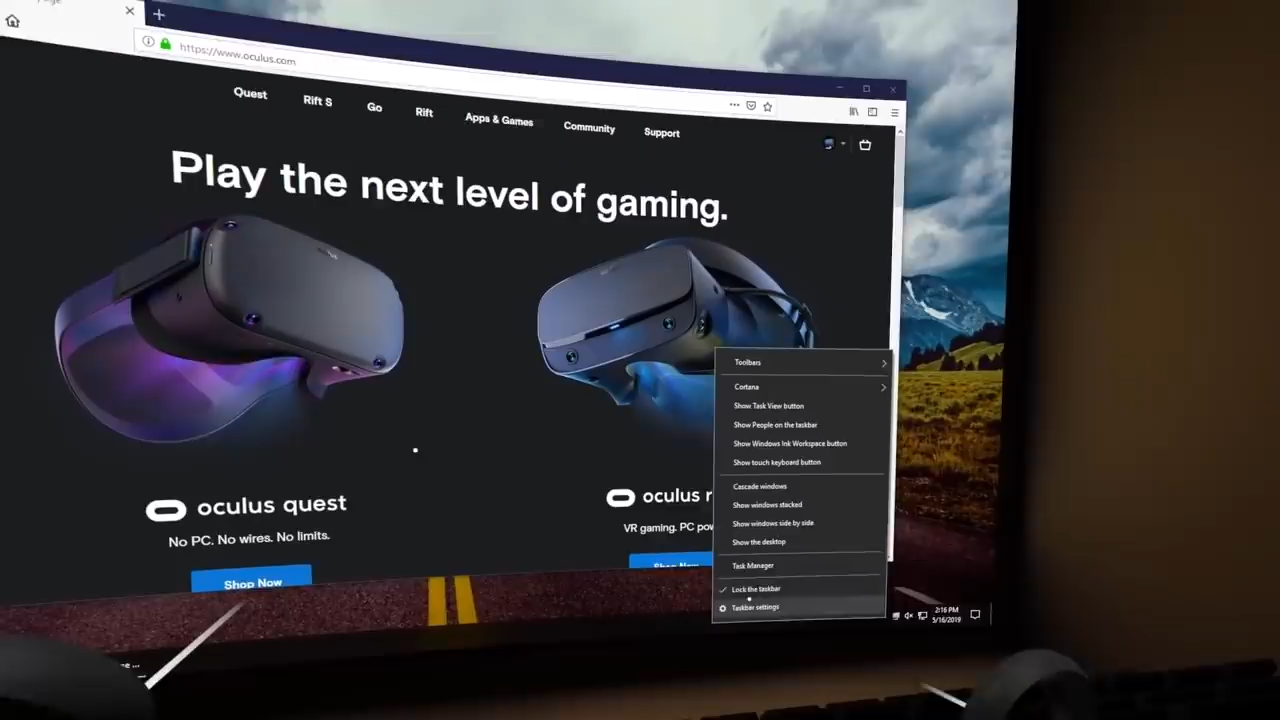 https://www.oculus.com
Quest
Rift S
Go
Rift
Apps & Games
Community
Support
Play the next level of gaming.
oculus quest
No PC. No wires. No limits.
Shop Now
oculus r
VR gaming. PC pow
Shop Now
Toolbars
Cortana
Show Task View button
Show People on the taskbar
Show Windows Ink Workspace button
Show touch keyboard button
Cascade windows
Show windows stacked
Show windows side by side
Show the desktop
Task Manager
Lock the taskbar
Taskbar settings
2:16 PM
5/16/2019